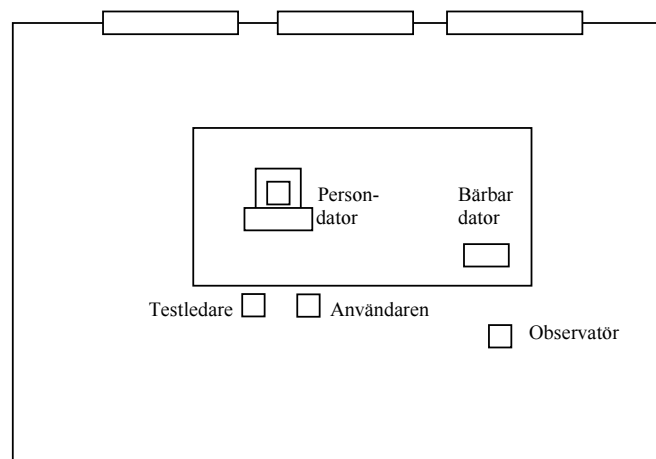 Person-
dator
Bärbar
dator
Testledare
Användaren
Observatör